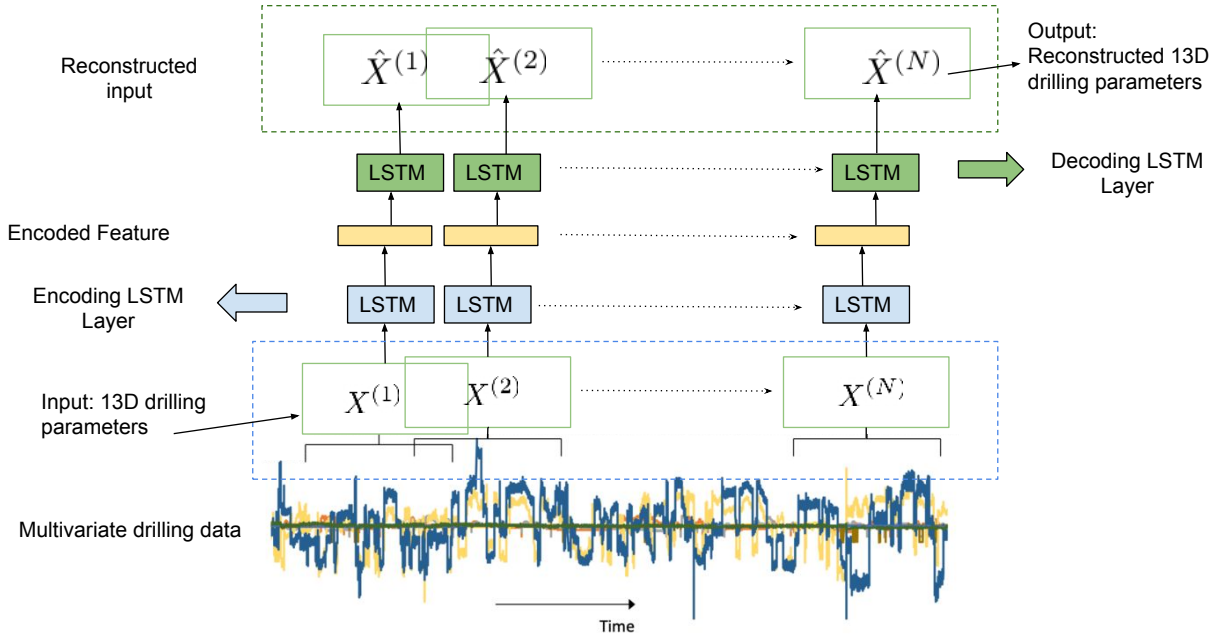 Reconstructed
input
X̂^(1)
X̂^(2)
X̂^(N)
Output:
Reconstructed 13D
drilling parameters
LSTM
LSTM
LSTM
Decoding LSTM
Layer
Encoded Feature
Encoding LSTM
Layer
LSTM
LSTM
LSTM
Input: 13D drilling
parameters
X^(1)
X^(2)
X^(N)
Multivariate drilling data
Time